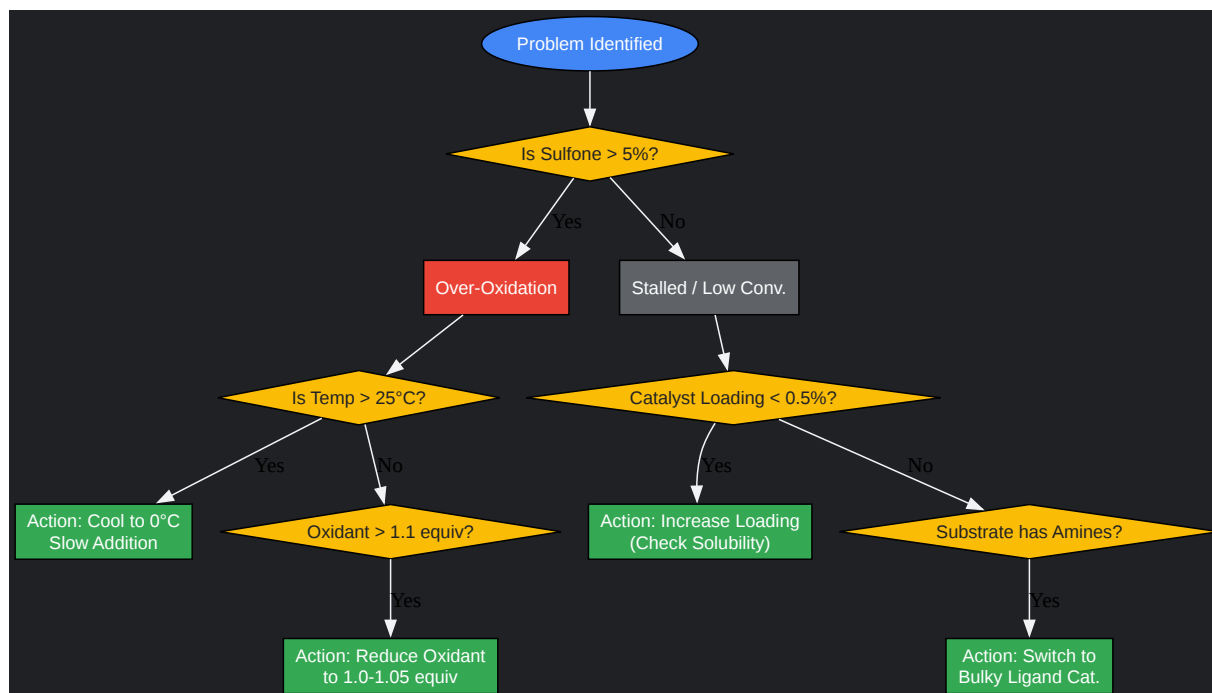 Problem Identified
Is Sulfone > 5%?
Yes
No
Over-Oxidation
Stalled / Low Conv.
Is Temp > 25°C?
Catalyst Loading < 0.5%?
Yes
No
Yes
No
Action: Cool to 0°C
Slow Addition
Oxidant > 1.1 equiv?
Action: Increase Loading
(Check Solubility)
Substrate has Amines?
Yes
Yes
Action: Reduce Oxidant
to 1.0-1.05 equiv
Action: Switch to
Bulky Ligand Cat.